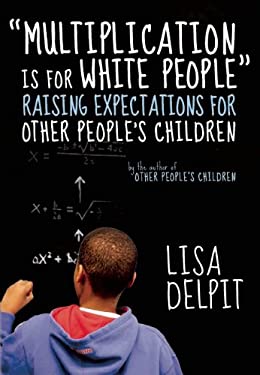 “MULTIPLICATION
IS FOR WHITE PEOPLE”
RAISING EXPECTATIONS FOR
OTHER PEOPLE'S CHILDREN
by the author of
OTHER PEOPLE'S CHILDREN
LISA
DELPIT